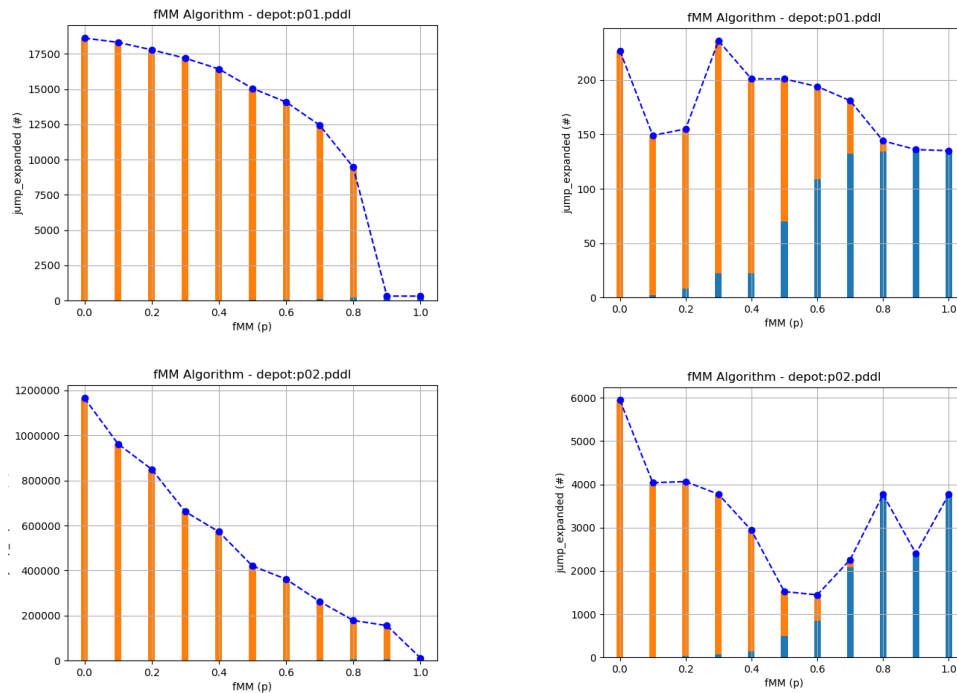 fMM Algorithm - depot:p01.pddl
17500
15000
12500
10000
7500
5000
2500
0
jump_expanded (#)
0.0 0.2 0.4 0.6 0.8 1.0
fMM (p)
fMM Algorithm - depot:p01.pddl
200
150
100
50
0
jump_expanded (#)
0.0 0.2 0.4 0.6 0.8 1.0
fMM (p)
fMM Algorithm - depot:p02.pddl
1200000
1000000
800000
600000
400000
200000
0
0.0 0.2 0.4 0.6 0.8 1.0
fMM (p)
fMM Algorithm - depot:p02.pddl
6000
5000
4000
3000
2000
1000
0
jump_expanded (#)
0.0 0.2 0.4 0.6 0.8 1.0
fMM (p)